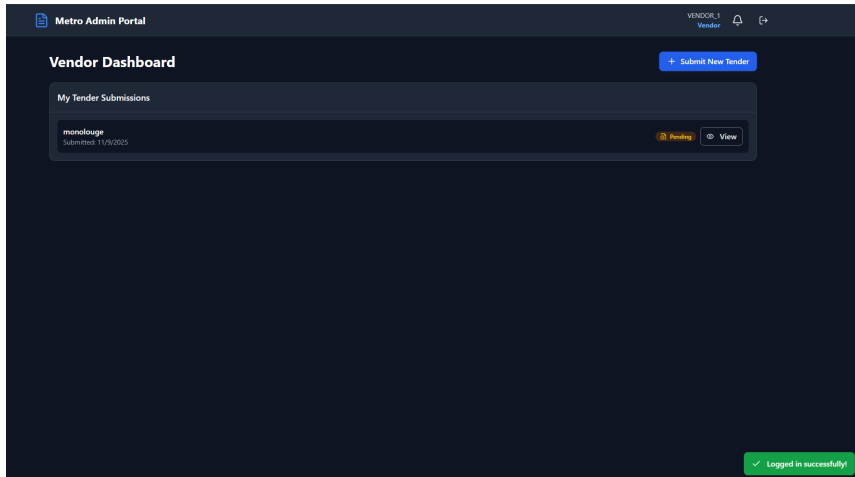 Metro Admin Portal
VENDOR_1
Vendor
Vendor Dashboard
+ Submit New Tender
My Tender Submissions
monolouge
Submitted: 11/9/2025
Pending
View
Logged in successfully!